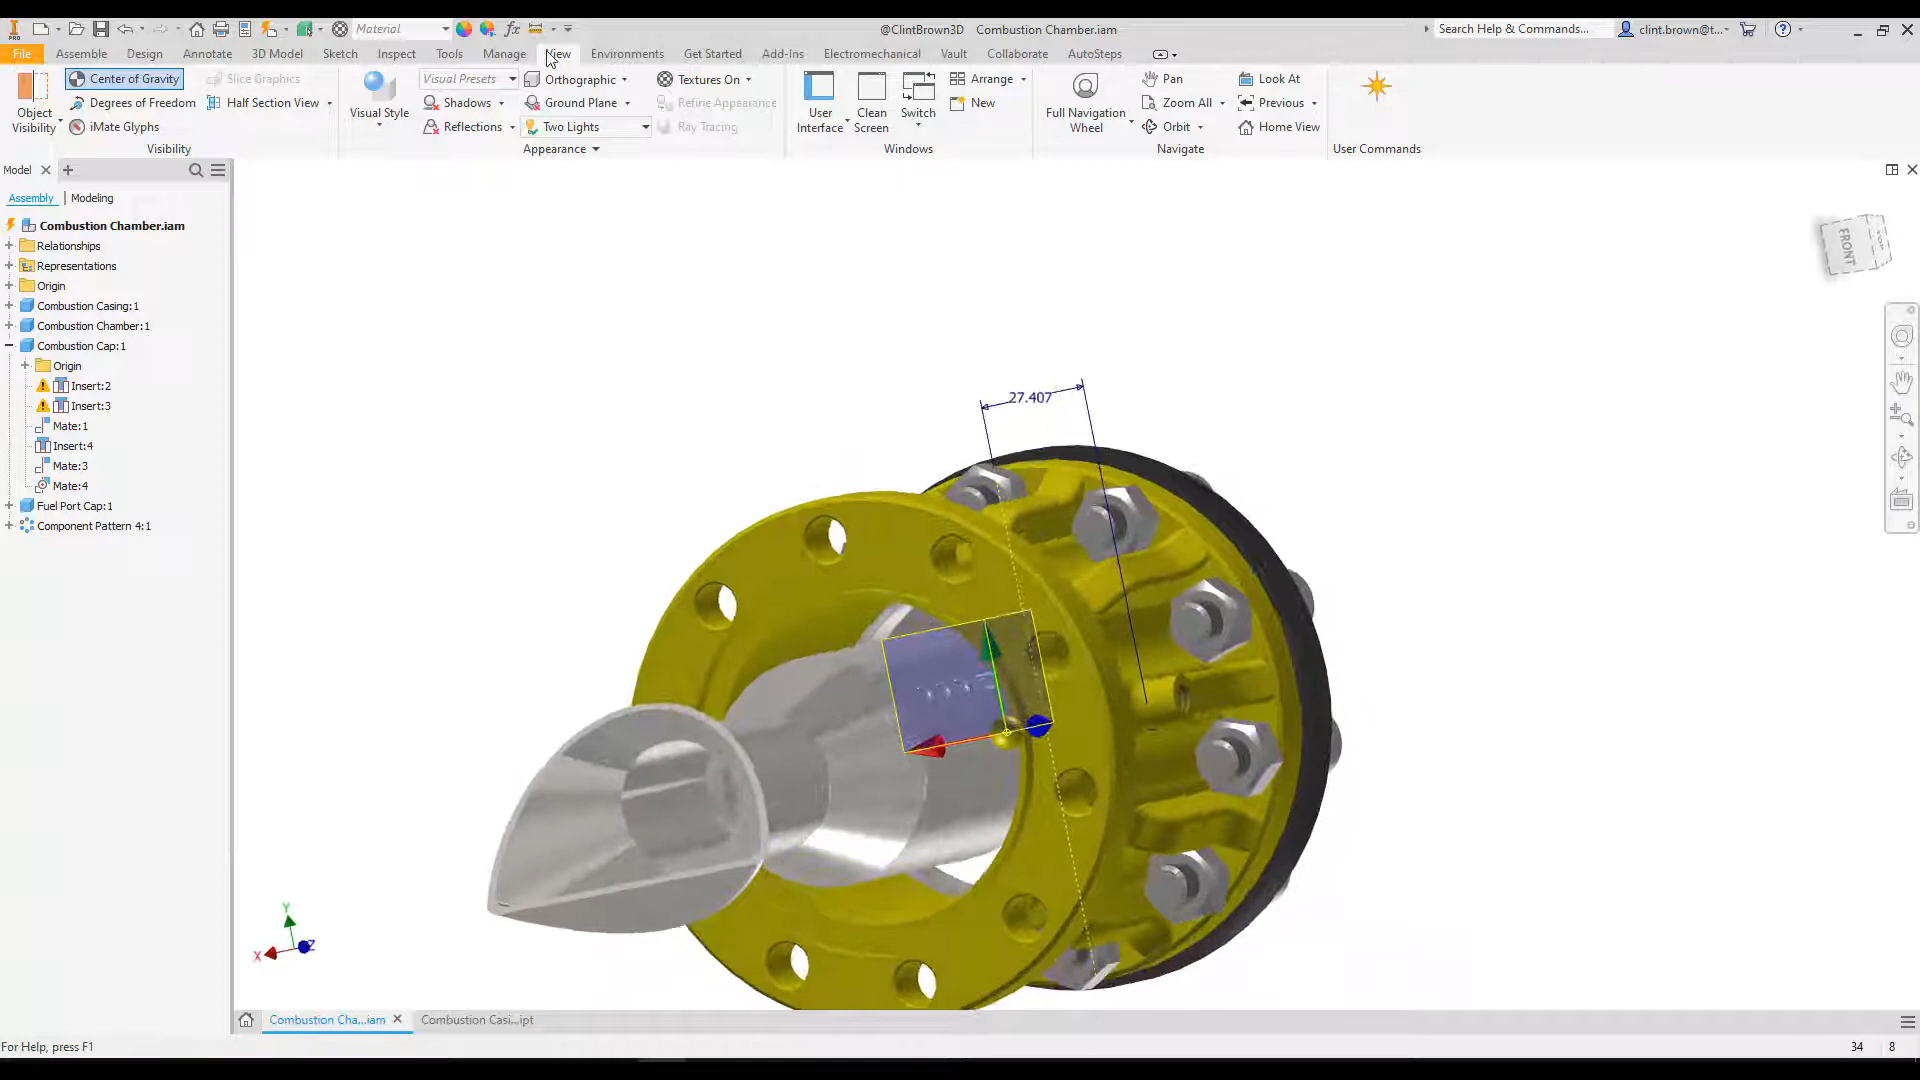 PRO
Material
fx
@ClintBrown3D Combustion Chamber.iam
Search Help & Commands...
clint.brown@t...
File
Assemble
Design
Annotate
3D Model
Sketch
Inspect
Tools
Manage
View
Environments
Get Started
Add-Ins
Electromechanical
Vault
Collaborate
AutoSteps
Object Visibility
Center of Gravity
Degrees of Freedom
iMate Glyphs
Slice Graphics
Half Section View
Visibility
Visual Style
Visual Presets
Shadows
Reflections
Orthographic
Ground Plane
Two Lights
Textures On
Refine Appearance
Ray Tracing
Appearance
User Interface
Clean Screen
Switch
Arrange
New
Windows
Full Navigation Wheel
Pan
Zoom All
Orbit
Look At
Previous
Home View
Navigate
User Commands
Model
Assembly
Modeling
Combustion Chamber.iam
Relationships
Representations
Origin
Combustion Casing:1
Combustion Chamber:1
Combustion Cap:1
Origin
Insert:2
Insert:3
Mate:1
Insert:4
Mate:3
Mate:4
Fuel Port Cap:1
Component Pattern 4:1
FRONT
TOP
27.407
Y
X
Z
Combustion Cha...iam
Combustion Casi...ipt
For Help, press F1
34
8